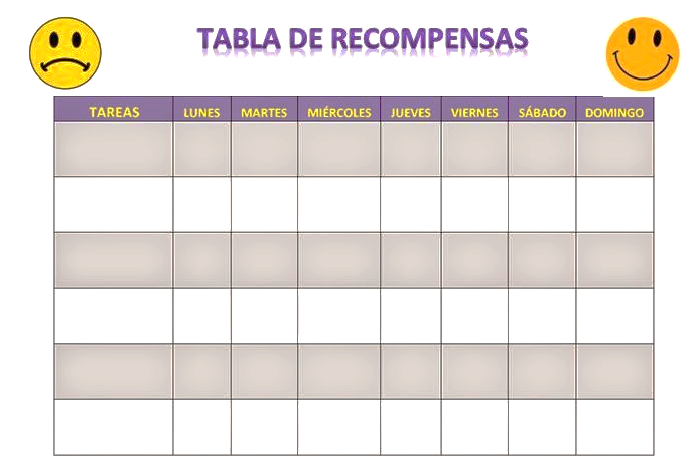 TABLA DE RECOMPENSAS
TAREAS LUNES MARTES MIÉRCOLES JUEVES VIERNES SÁBADO DOMINGO